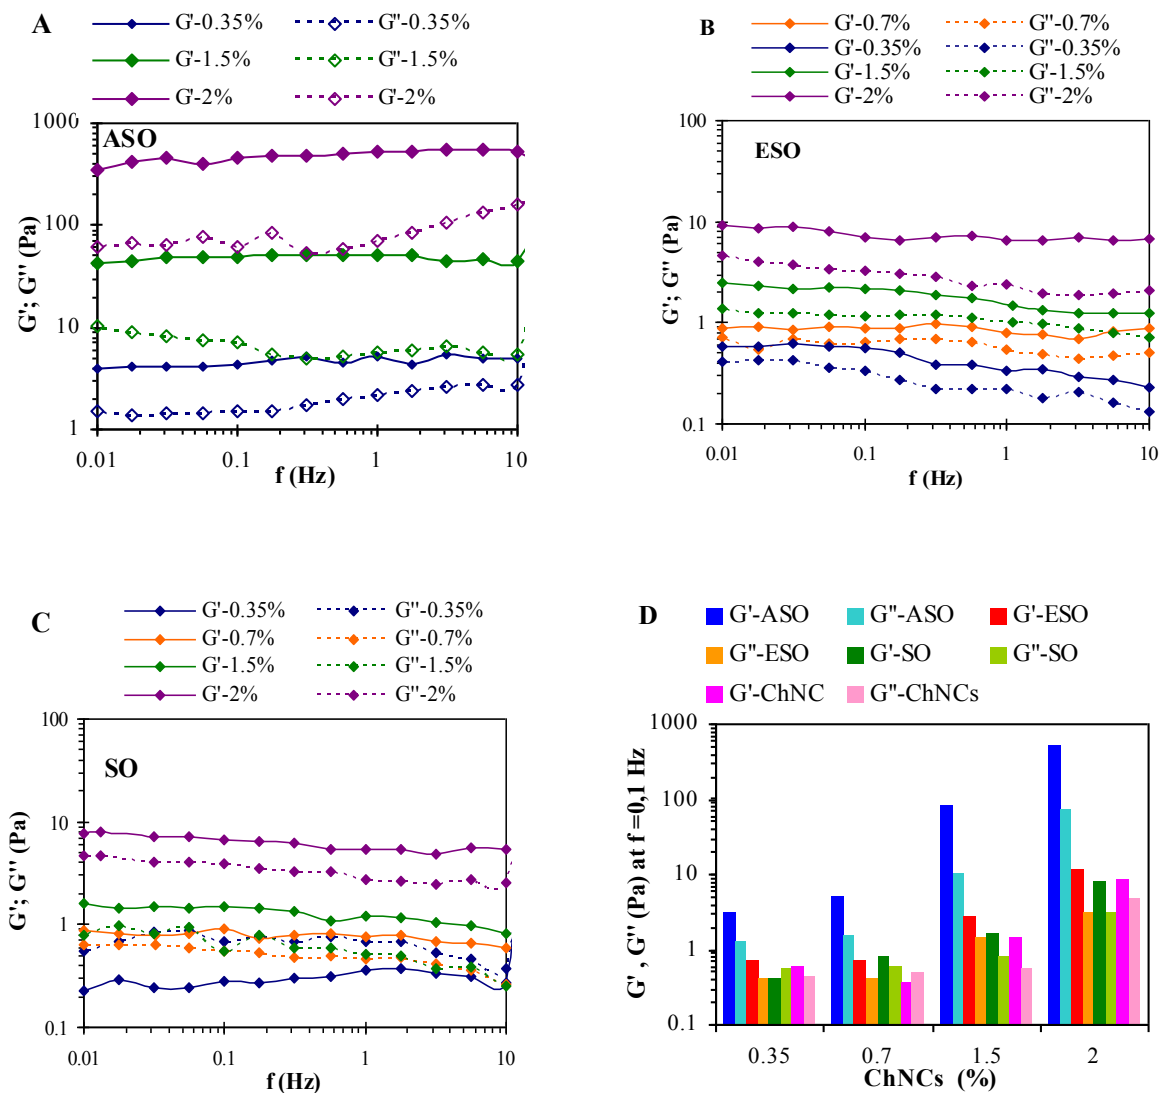 A
G'-0.35% G''-0.35%
G'-1.5% G''-1.5%
G'-2% G'-2%
ASO
1000
100
10
1
0.01 0.1 1 10
f (Hz)
G'; G'' (Pa)
B
G'-0.7% G''-0.7%
G'-0.35% G''-0.35%
G'-1.5% G''-1.5%
G'-2% G''-2%
ESO
100
10
1
0.1
0.01 0.1 1 10
f (Hz)
G'; G'' (Pa)
C
G'-0.35% G''-0.35%
G'-0.7% G''-0.7%
G'-1.5% G''-1.5%
G'-2% G''-2%
SO
100
10
1
0.1
0.01 0.1 1 10
f (Hz)
G'; G'' (Pa)
D
G'-ASO G''-ASO G'-ESO
G''-ESO G'-SO G''-SO
G'-ChNC G''-ChNCs
1000
100
10
1
0.1
0.35 0.7 1.5 2
ChNCs (%)
G' , G'' (Pa) at f =0,1 Hz